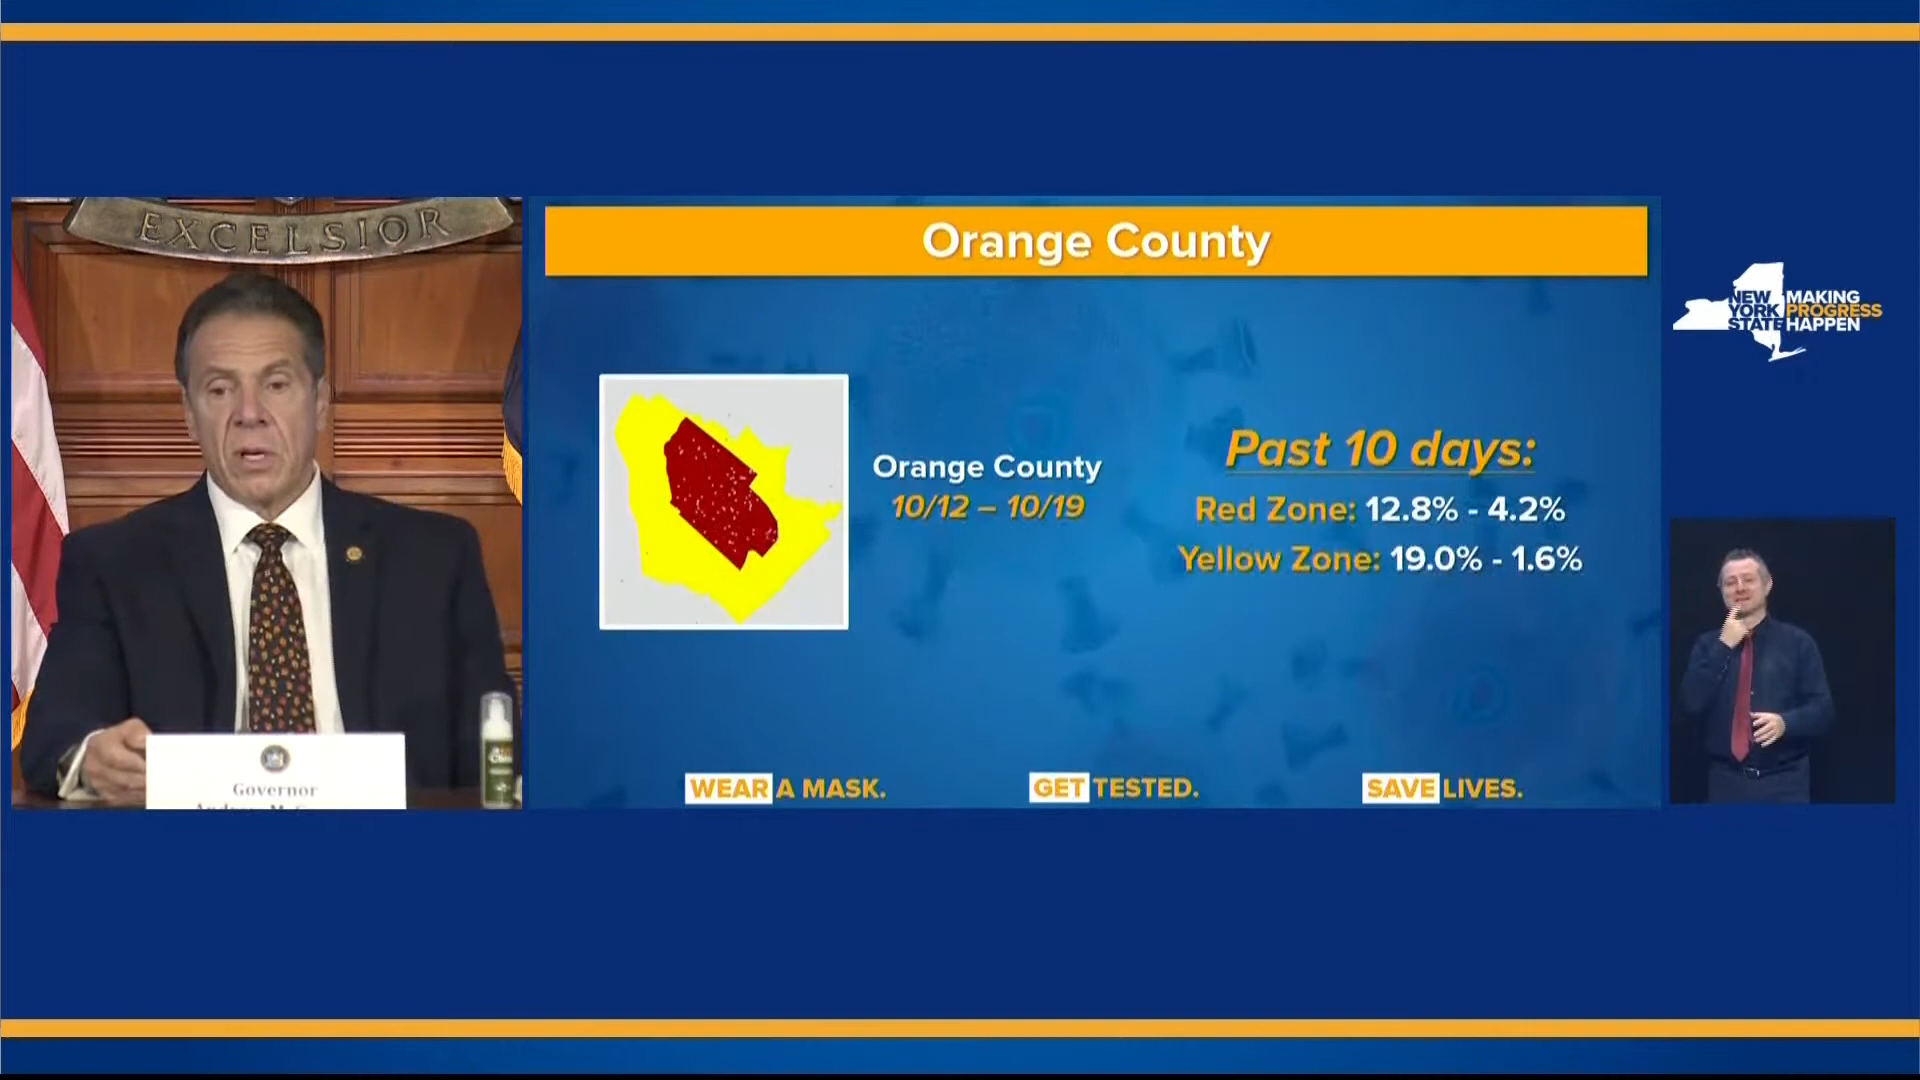 EXCELSIOR
Governor
Orange County
Orange County
10/12 – 10/19
Past 10 days:
Red Zone: 12.8% - 4.2%
Yellow Zone: 19.0% - 1.6%
WEAR A MASK.
GET TESTED.
SAVE LIVES.
NEW YORK STATE
MAKING PROGRESS HAPPEN